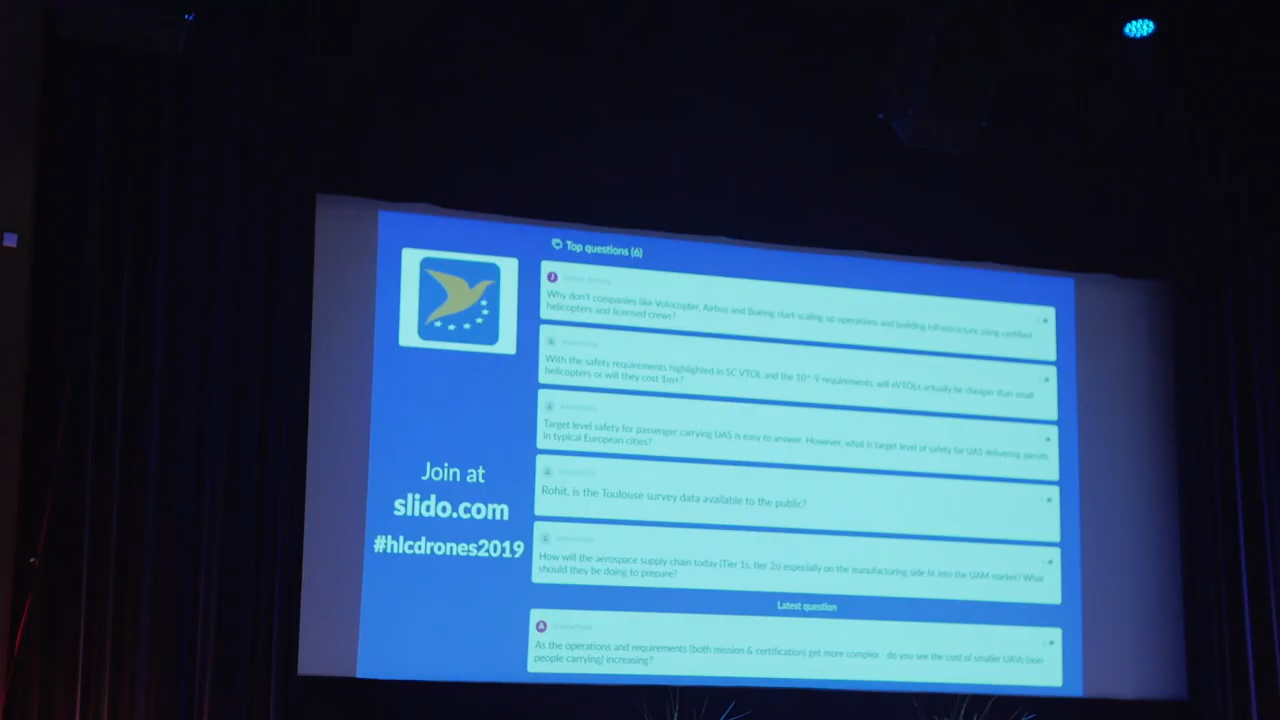 Top questions (6)
J
Why don't companies like Volocopter, Airbus and Boeing start scaling up operations and building infrastructure using certified
helicopters and licensed crews?
With the safety requirements highlighted in SC VTOL and the 10^-9 requirements, will eVTOLs actually be cheaper than small
helicopters or will they cost 1m+?
Target level safety for passenger carrying UAS is easy to answer. However, what is target level of safety for UAS delivering parcels
in typical European cities?
Rohit, is the Toulouse survey data available to the public?
How will the aerospace supply chain today (Tier 1s, tier 2s) especially on the manufacturing side fit into the UAM market? What
should they be doing to prepare?
Latest question
A
As the operations and requirements (both mission & certification) get more complex - do you see the cost of smaller UAVs (non-
people carrying) increasing?
Join at
slido.com
#hlcdrones2019